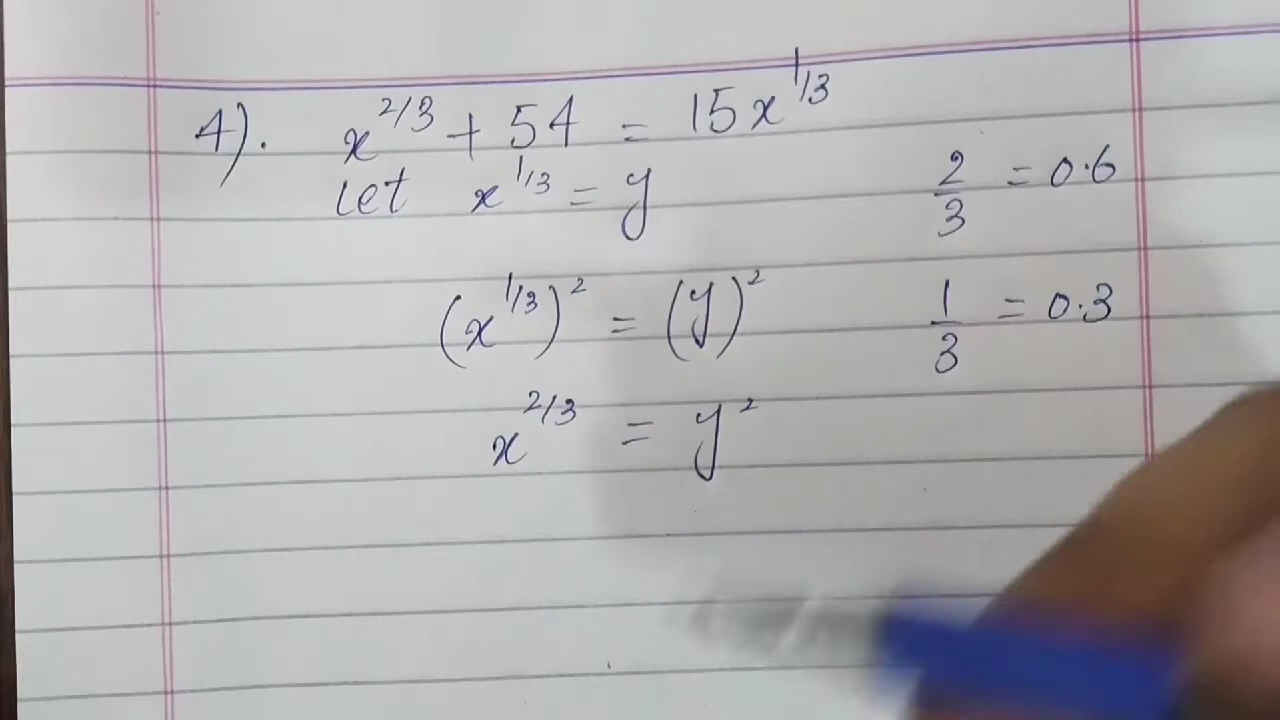 4). x^2/3 + 54 = 15x^1/3
Let x^1/3 = y
2/3 = 0.6
(x^1/3)^2 = (y)^2
1/3 = 0.3
x^2/3 = y^2